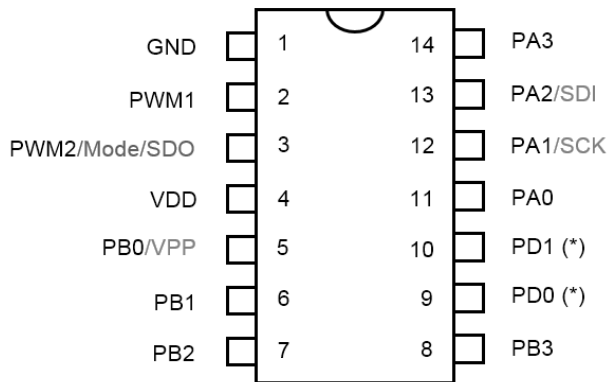 GND 1 14 PA3
PWM1 2 13 PA2/SDI
PWM2/Mode/SDO 3 12 PA1/SCK
VDD 4 11 PA0
PB0/VPP 5 10 PD1 (*)
PB1 6 9 PD0 (*)
PB2 7 8 PB3